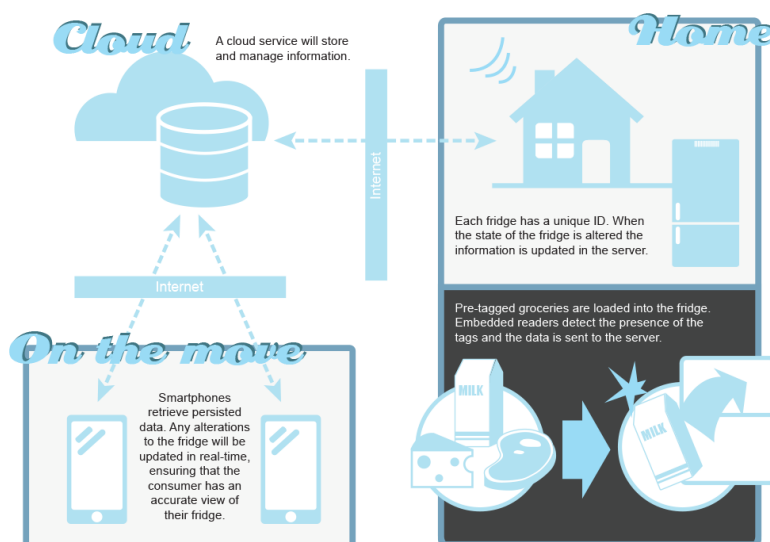 Cloud
A cloud service will store
and manage information.
Home
Internet
Each fridge has a unique ID. When
the state of the fridge is altered the
information is updated in the server.
Internet
Pre-tagged groceries are loaded into the fridge.
Embedded readers detect the presence of the
tags and the data is sent to the server.
MILK
MILK
On the move
Smartphones
retrieve persisted
data. Any alterations
to the fridge will be
updated in real-time,
ensuring that the
consumer has an
accurate view of
their fridge.